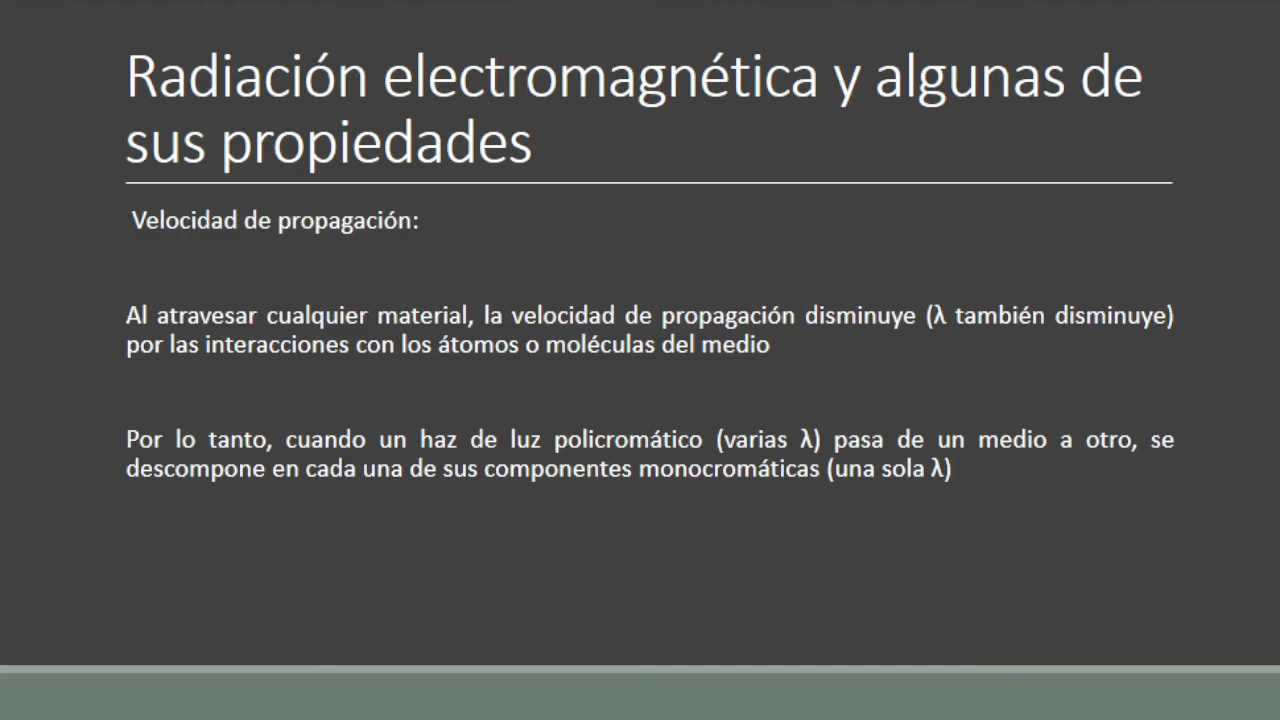 Radiación electromagnética y algunas de
sus propiedades
Velocidad de propagación:
Al atravesar cualquier material, la velocidad de propagación disminuye (λ también disminuye)
por las interacciones con los átomos o moléculas del medio
Por lo tanto, cuando un haz de luz policromático (varias λ) pasa de un medio a otro, se
descompone en cada una de sus componentes monocromáticas (una sola λ)